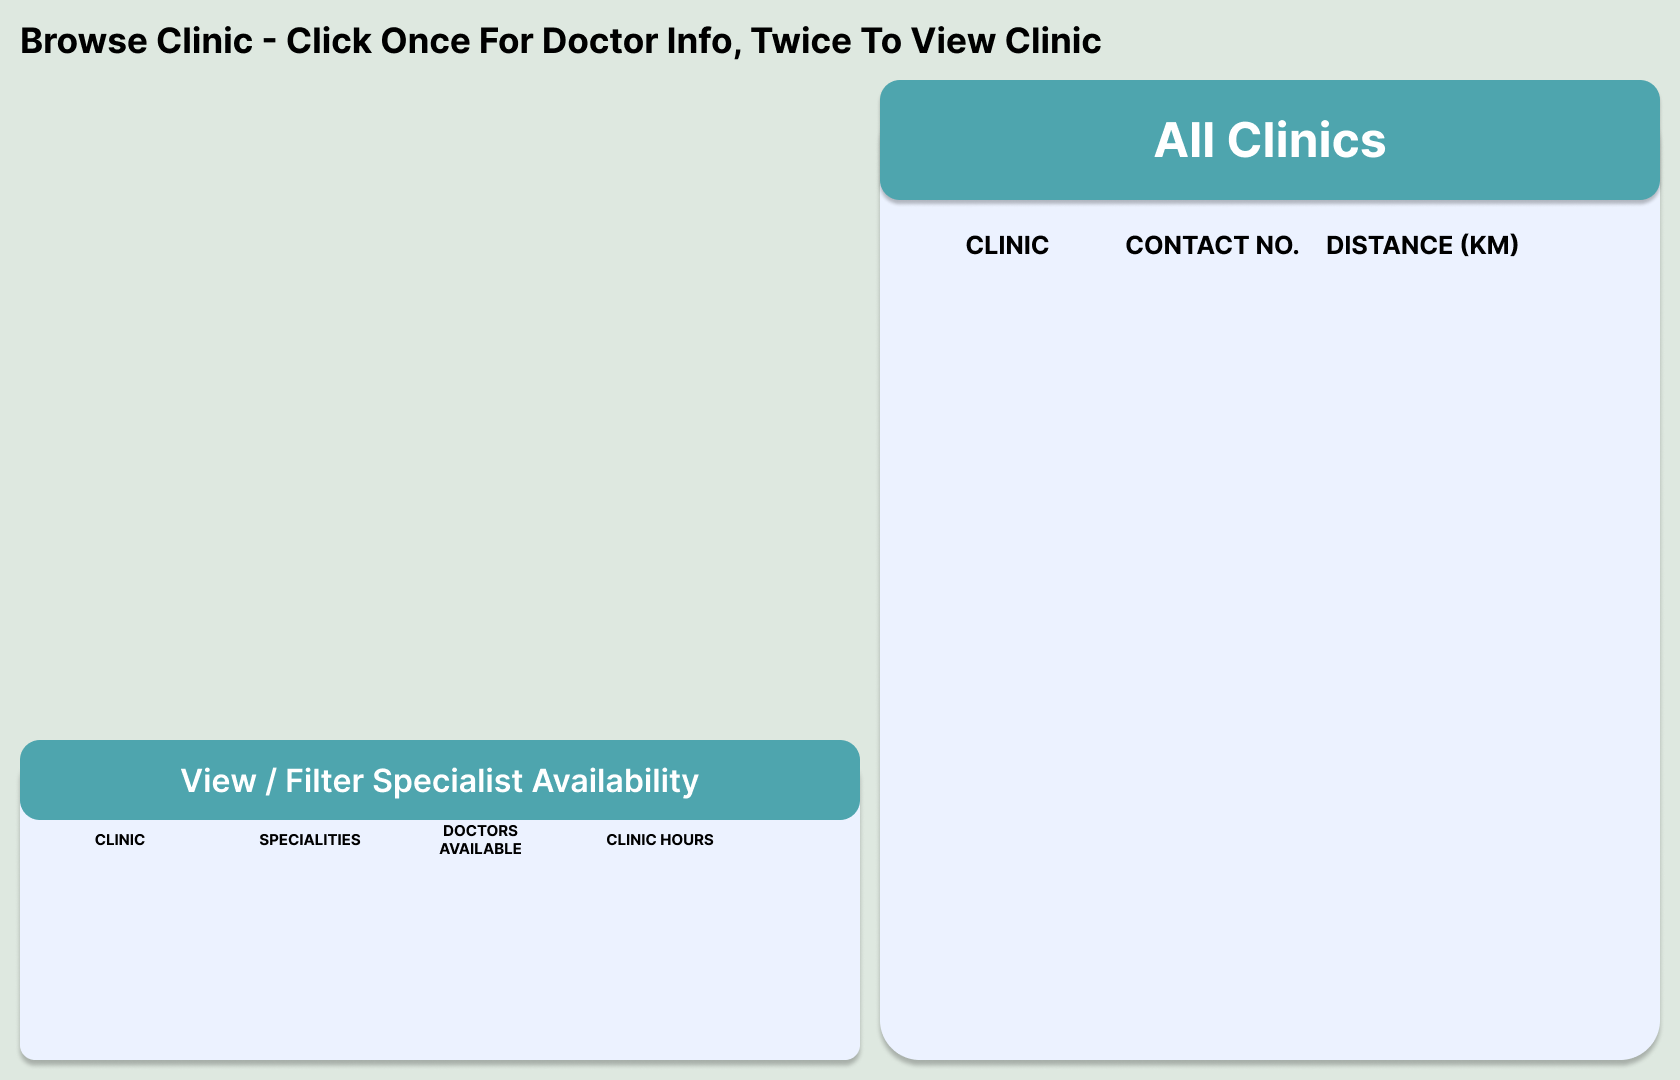 Browse Clinic - Click Once For Doctor Info, Twice To View Clinic
All Clinics
CLINIC CONTACT NO. DISTANCE (KM)
View / Filter Specialist Availability
CLINIC SPECIALITIES DOCTORS AVAILABLE CLINIC HOURS